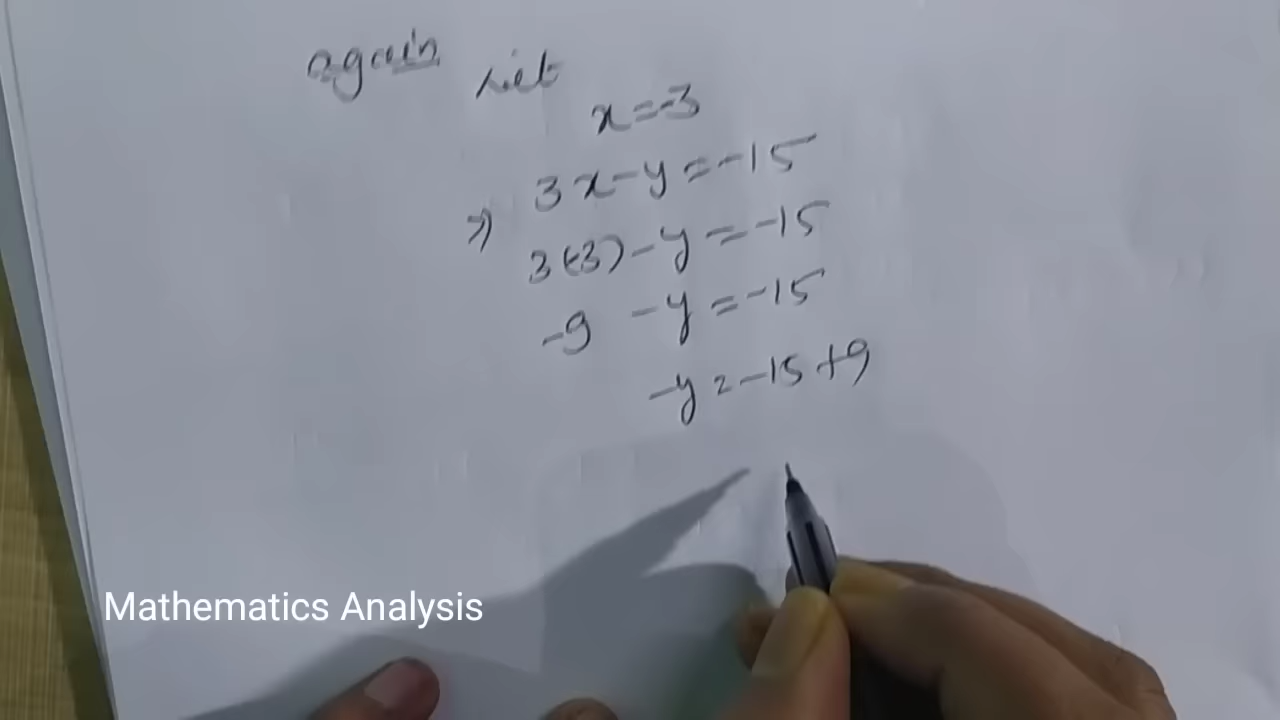 again Let
x=-3
⇒ 3x-y=-15
3(-3)-y=-15
-9 -y=-15
-y=-15+9
Mathematics Analysis